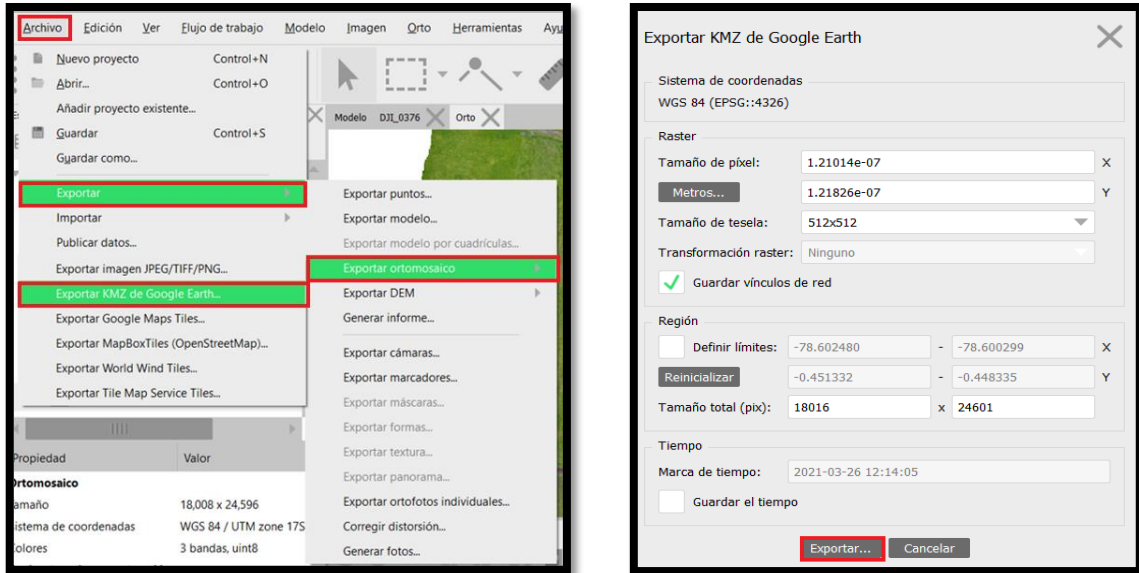 Archivo Edición Ver Flujo de trabajo Modelo Imagen Orto Herramientas
Nuevo proyecto Control+N
Abrir... Control+O
Añadir proyecto existente...
Guardar Control+S
Guardar como...
Exportar
Importar
Publicar datos...
Exportar imagen JPEG/TIFF/PNG...
Exportar KMZ de Google Earth...
Exportar Google Maps Tiles...
Exportar MapBoxTiles (OpenStreetMap)...
Exportar World Wind Tiles...
Exportar Tile Map Service Tiles...
Modelo DJI_0376 Orto
Exportar puntos...
Exportar modelo...
Exportar modelo por cuadrículas...
Exportar ortomosaico
Exportar DEM
Generar informe...
Exportar cámaras...
Exportar marcadores...
Exportar máscaras...
Exportar formas...
Exportar textura...
Exportar panorama...
Exportar ortofotos individuales...
Corregir distorsión...
Generar fotos...
Propiedad Valor
Ortomosaico
amaño 18,008 x 24,596
istema de coordenadas WGS 84 / UTM zone 17S
olores 3 bandas, uint8
Exportar KMZ de Google Earth
Sistema de coordenadas
WGS 84 (EPSG::4326)
Raster
Tamaño de píxel: 1.21014e-07 X
Metros... 1.21826e-07 Y
Tamaño de tesela: 512x512
Transformación raster: Ninguno
Guardar vínculos de red
Región
Definir límites: -78.602480 - -78.600299 X
Reinicializar -0.451332 - -0.448335 Y
Tamaño total (pix): 18016 x 24601
Tiempo
Marca de tiempo: 2021-03-26 12:14:05
Guardar el tiempo
Exportar... Cancelar